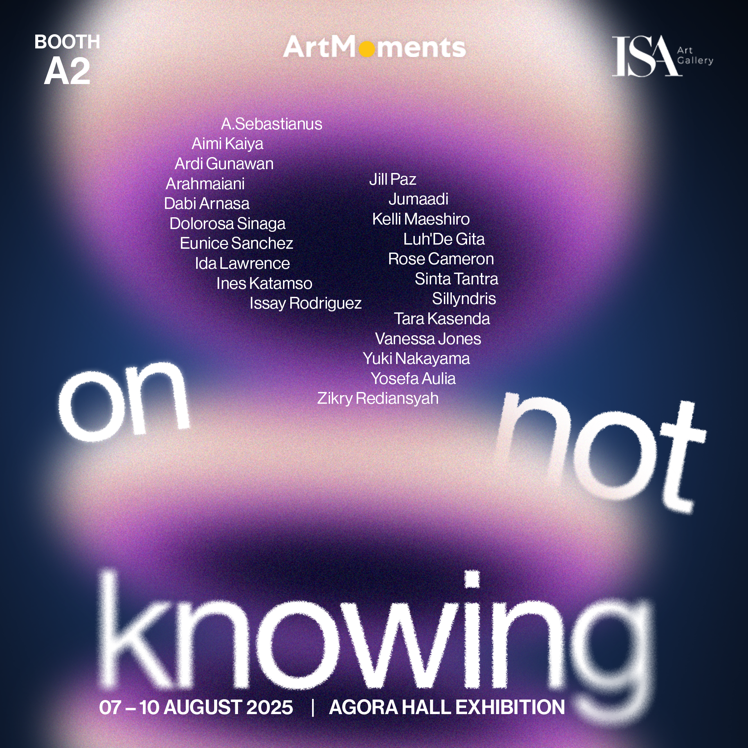 BOOTH
A2
ArtMoments
ISA Art
Gallery
A.Sebastianus
Aimi Kaiya
Ardi Gunawan
Arahmaiani
Dabi Arnasa
Dolorosa Sinaga
Eunice Sanchez
Ida Lawrence
Ines Katamso
Issay Rodriguez
Jill Paz
Jumaadi
Kelli Maeshiro
Luh'De Gita
Rose Cameron
Sinta Tantra
Sillyndris
Tara Kasenda
Vanessa Jones
Yuki Nakayama
Yosefa Aulia
Zikry Rediansyah
on
not
knowing
07 – 10 AUGUST 2025 | AGORA HALL EXHIBITION